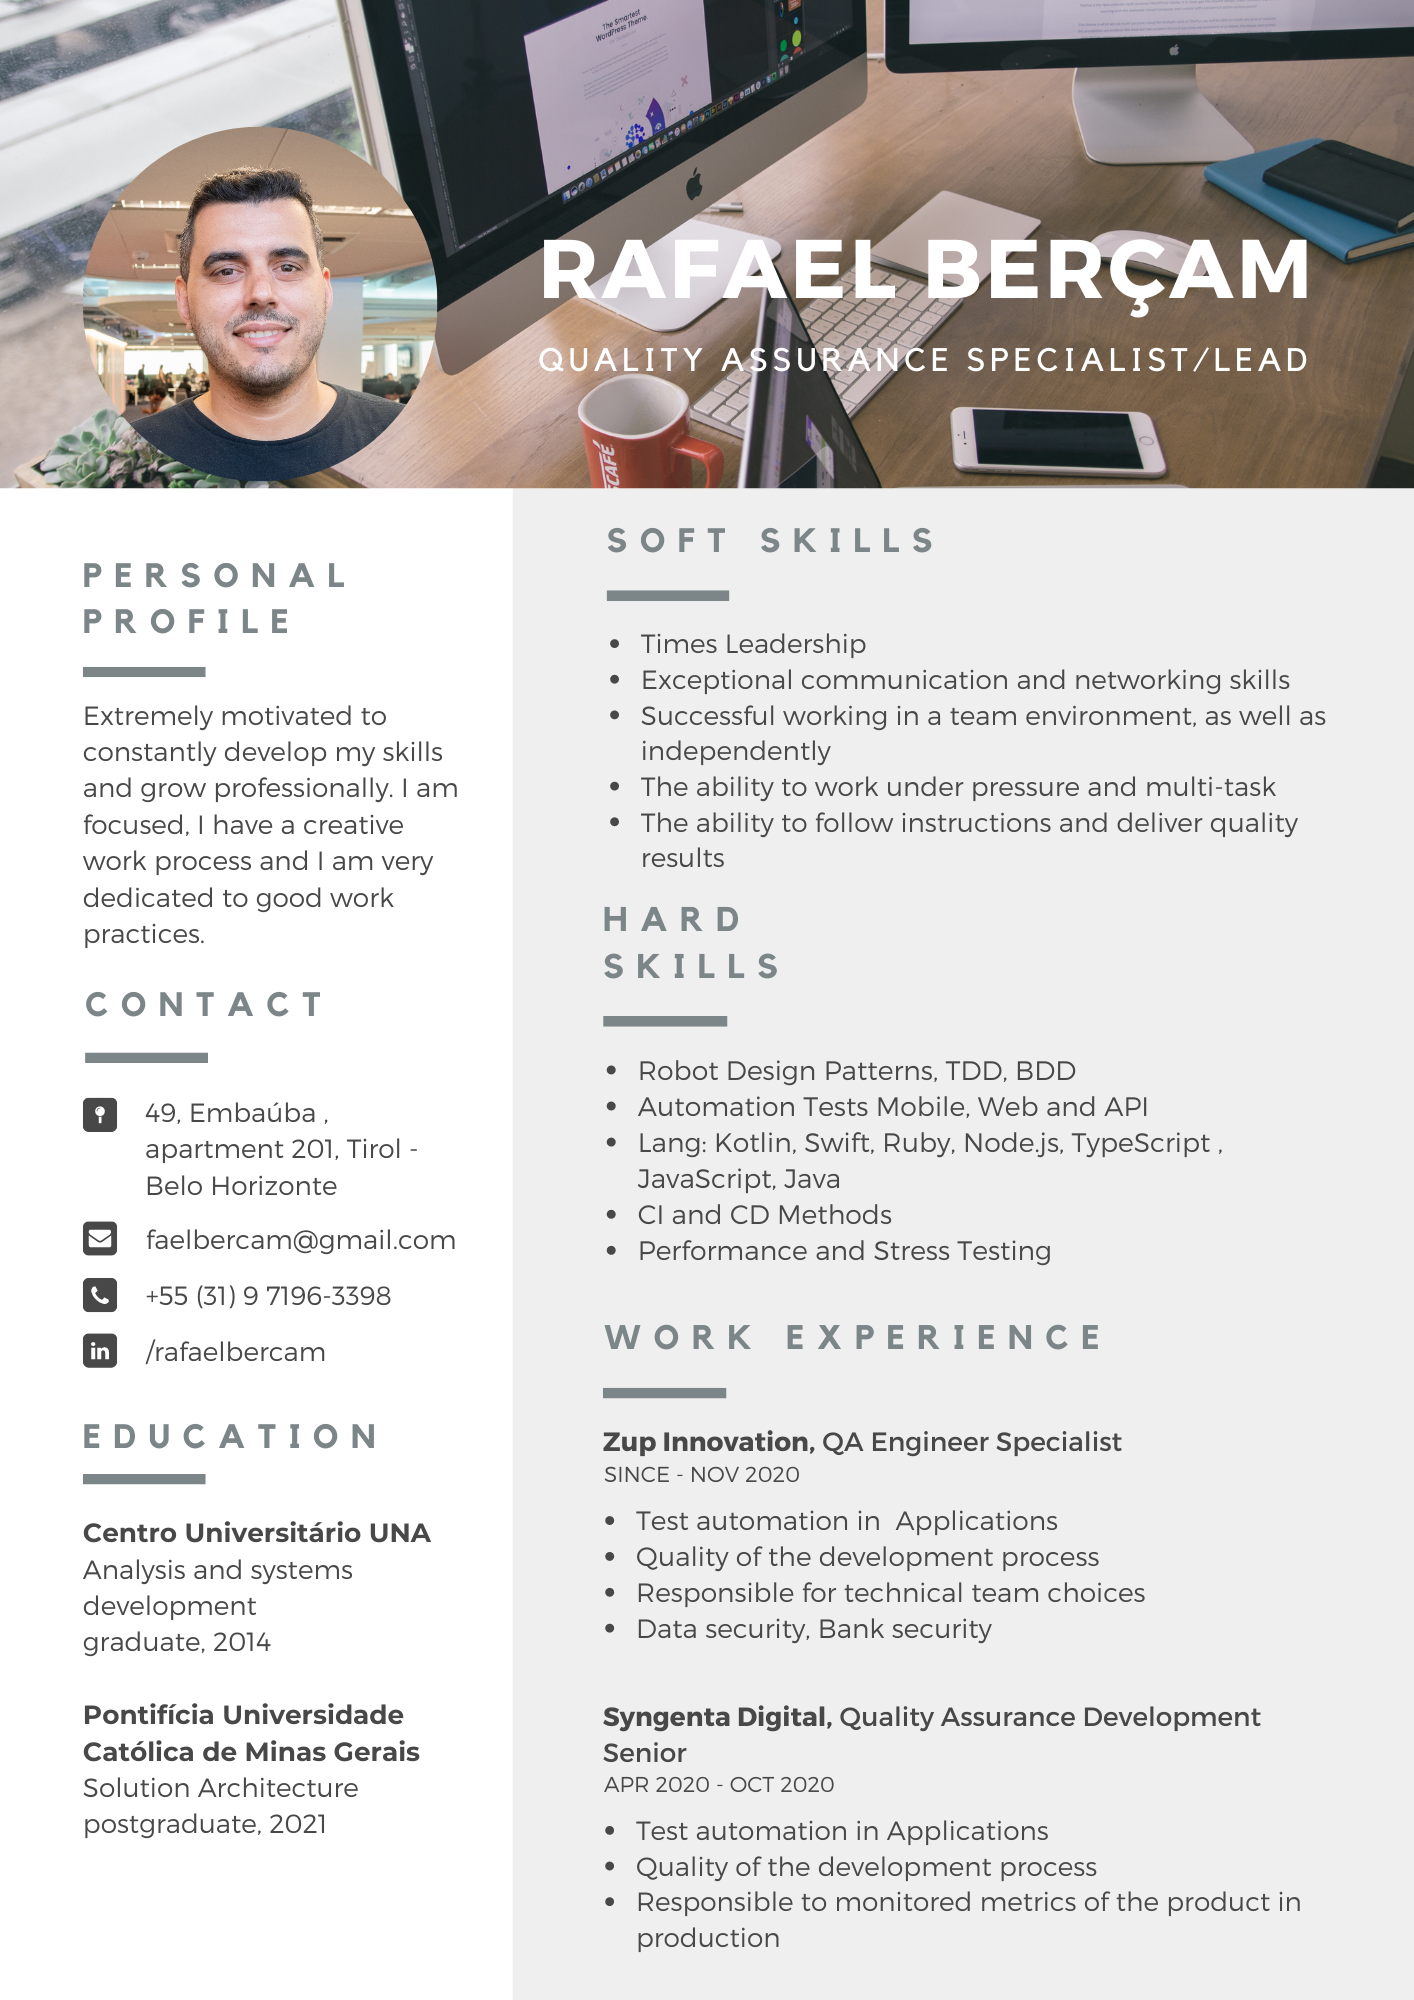 The Smartest
WordPress Theme
RAFAEL BERÇAM
QUALITY ASSURANCE SPECIALIST/LEAD
PERSONAL
PROFILE
Extremely motivated to
constantly develop my skills
and grow professionally. I am
focused, I have a creative
work process and I am very
dedicated to good work
practices.
CONTACT
49, Embaúba ,
apartment 201, Tirol -
Belo Horizonte
faelbercam@gmail.com
+55 (31) 9 7196-3398
in
/rafaelbercam
EDUCATION
Centro Universitário UNA
Analysis and systems
development
graduate, 2014
Pontifícia Universidade
Católica de Minas Gerais
Solution Architecture
postgraduate, 2021
SOFT SKILLS
• Times Leadership
• Exceptional communication and networking skills
• Successful working in a team environment, as well as
independently
• The ability to work under pressure and multi-task
• The ability to follow instructions and deliver quality
results
HARD
SKILLS
• Robot Design Patterns, TDD, BDD
• Automation Tests Mobile, Web and API
• Lang: Kotlin, Swift, Ruby, Node.js, TypeScript ,
JavaScript, Java
• CI and CD Methods
• Performance and Stress Testing
WORK EXPERIENCE
Zup Innovation, QA Engineer Specialist
SINCE - NOV 2020
• Test automation in  Applications
• Quality of the development process
• Responsible for technical team choices
• Data security, Bank security
Syngenta Digital, Quality Assurance Development
Senior
APR 2020 - OCT 2020
• Test automation in Applications
• Quality of the development process
• Responsible to monitored metrics of the product in
production